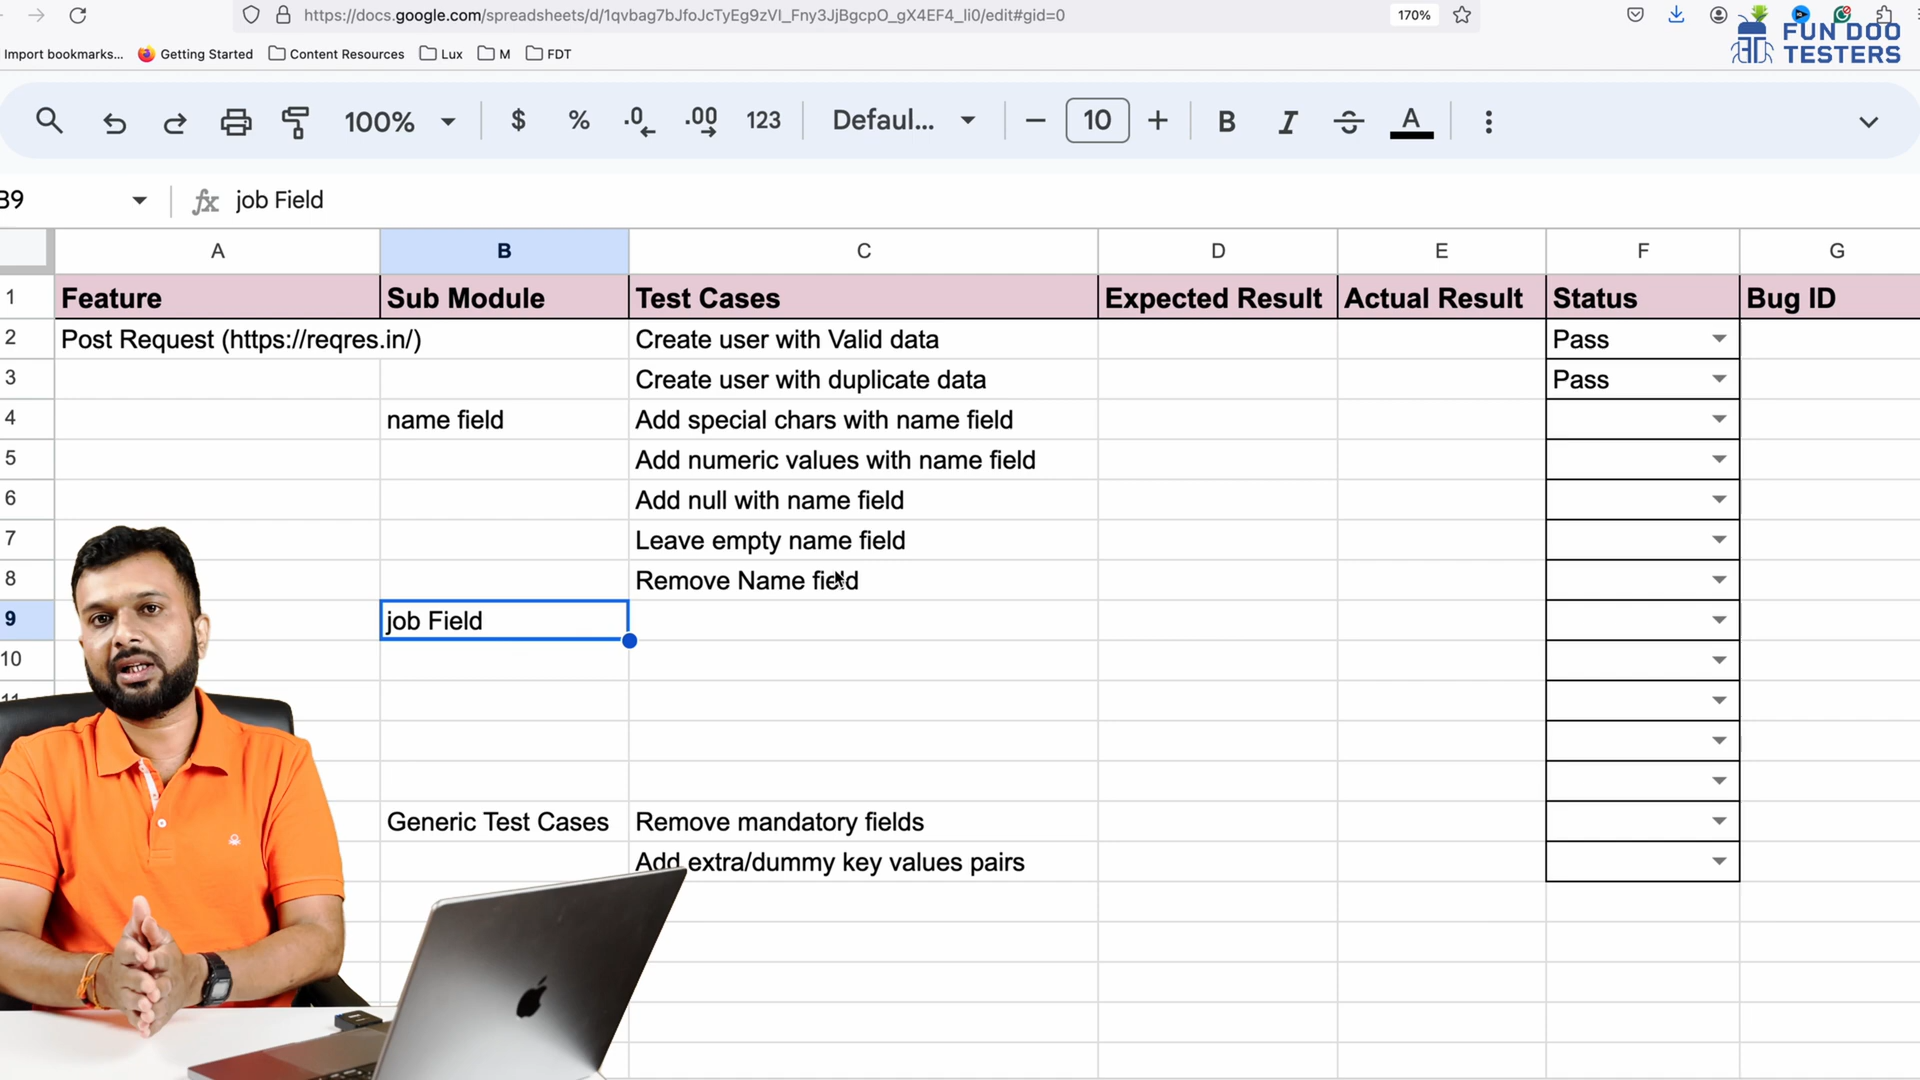 https://docs.google.com/spreadsheets/d/1qvbag7bJfoJcTyEg9zVI_Fny3JjBgcpO_gX4EF4_Ii0/edit#gid=0
170%
FUN DOO
TESTERS
Import bookmarks...
Getting Started
Content Resources
Lux
M
FDT
100%
$
%
.0
.00
123
Defaul...
10
B
I
A
B9
fx
job Field
A B C D E F G
1 Feature Sub Module Test Cases Expected Result Actual Result Status Bug ID
2 Post Request (https://reqres.in/) Create user with Valid data Pass
3 Create user with duplicate data Pass
4 name field Add special chars with name field
5 Add numeric values with name field
6 Add null with name field
7 Leave empty name field
8 Remove Name field
9 job Field
10
11
Generic Test Cases Remove mandatory fields
Add extra/dummy key values pairs